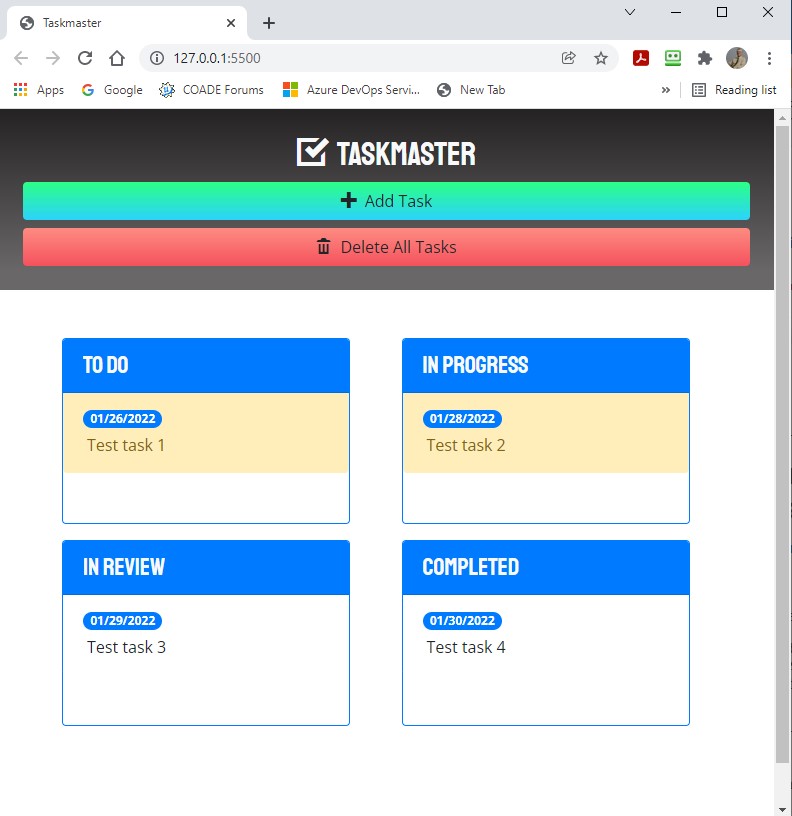 Taskmaster
127.0.0.1:5500
Apps Google COADE Forums Azure DevOps Servi... New Tab » Reading list
TASKMASTER
Add Task
Delete All Tasks
TO DO
01/26/2022
Test task 1
IN PROGRESS
01/28/2022
Test task 2
IN REVIEW
01/29/2022
Test task 3
COMPLETED
01/30/2022
Test task 4